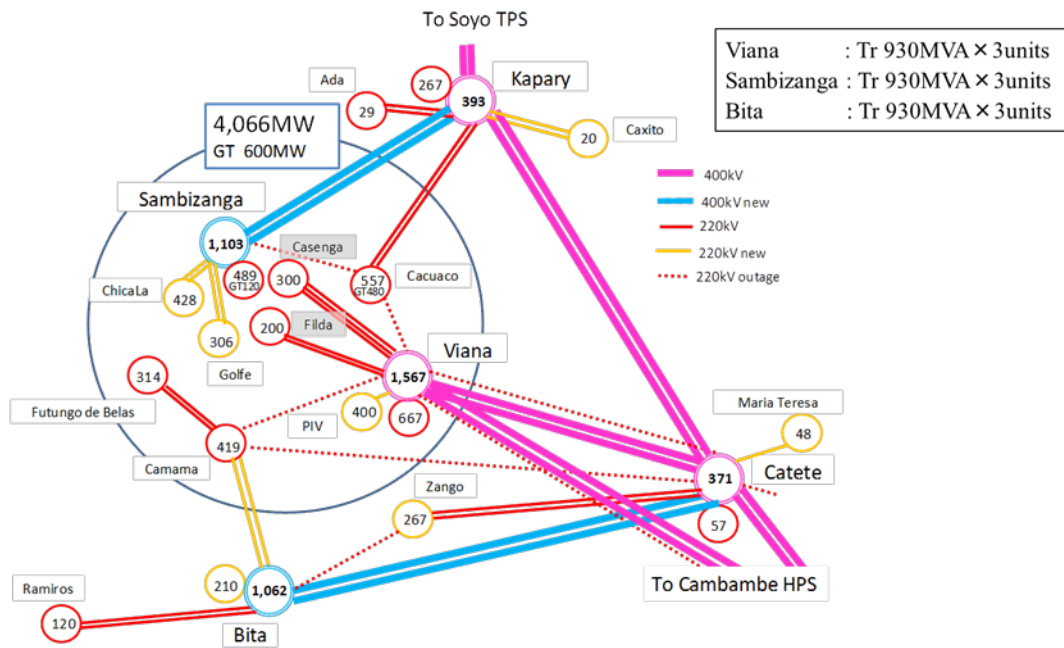 To Soyo TPS
Viana : Tr 930MVA × 3units
Sambizanga : Tr 930MVA × 3units
Bita : Tr 930MVA × 3units
Ada
267
Kapary
393
29
20
Caxito
4,066MW
GT 600MW
400kV
400kV new
220kV
220kV new
220kV outage
Sambizanga
1,103
Casenga
489
GT120
300
557
GT480
Cacuaco
ChicaLa
428
306
Golfe
200
Filda
Viana
1,567
314
Futungo de Belas
PIV
400
667
Maria Teresa
48
419
Camama
371
Catete
Zango
267
57
210
1,062
To Cambambe HPS
Ramiros
120
Bita